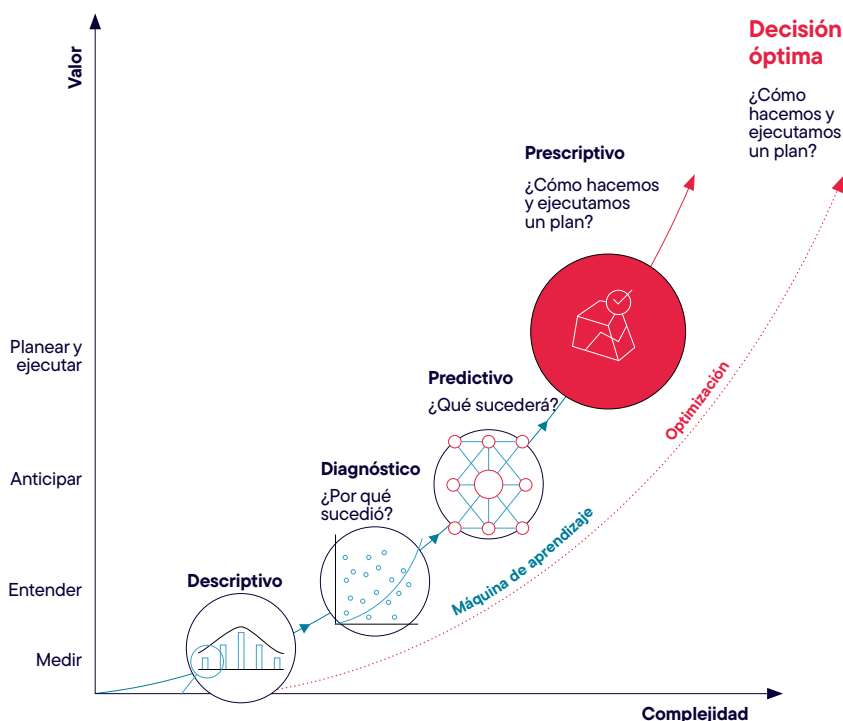 Valor
Decisión
óptima
¿Cómo
hacemos y
ejecutamos
un plan?
Prescriptivo
¿Cómo hacemos
y ejecutamos
un plan?
Planear y
ejecutar
Predictivo
¿Qué sucederá?
Optimización
Anticipar
Diagnóstico
¿Por qué
sucedió?
Máquina de aprendizaje
Entender
Descriptivo
Medir
Complejidad